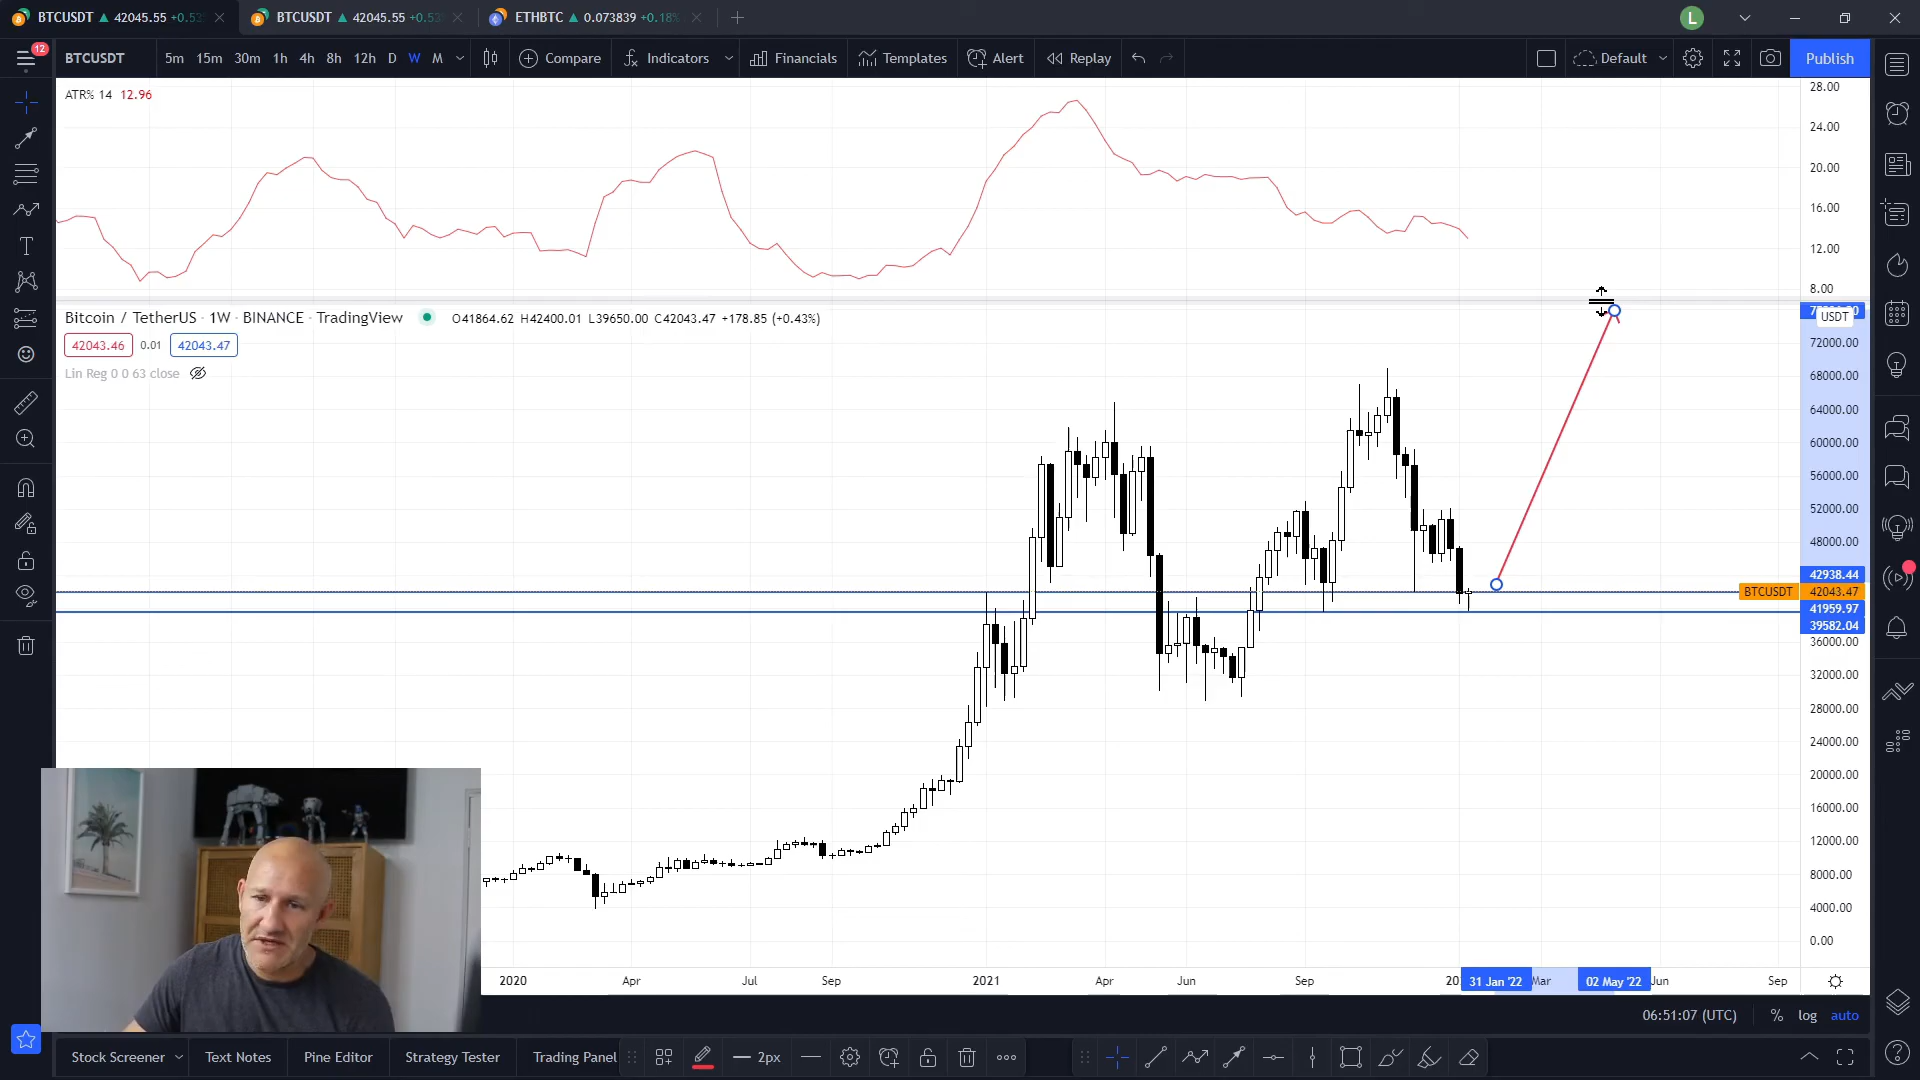 BTCUSDT ▲ 42045.55 +0.53
BTCUSDT ▲ 42045.55 +0.53
ETHBTC ▲ 0.073839 +0.18%
L
12
BTCUSDT 5m 15m 30m 1h 4h 8h 12h D W M Compare Indicators Financials Templates Alert Replay Default Publish
ATR% 14 12.96
28.00
24.00
20.00
16.00
12.00
8.00
Bitcoin / TetherUS · 1W · BINANCE · TradingView O41864.62 H42400.01 L39650.00 C42043.47 +178.85 (+0.43%)
42043.46 0.01 42043.47
Lin Reg 0 0 63 close
USDT
72000.00
68000.00
64000.00
60000.00
56000.00
52000.00
48000.00
42938.44
BTCUSDT 42043.47
41959.97
39582.04
36000.00
32000.00
28000.00
24000.00
20000.00
16000.00
12000.00
8000.00
4000.00
0.00
2020 Apr Jul Sep 2021 Apr Jun Sep 31 Jan '22 Mar 02 May '22 Jun Sep
06:51:07 (UTC) % log auto
Stock Screener Text Notes Pine Editor Strategy Tester Trading Panel 2px